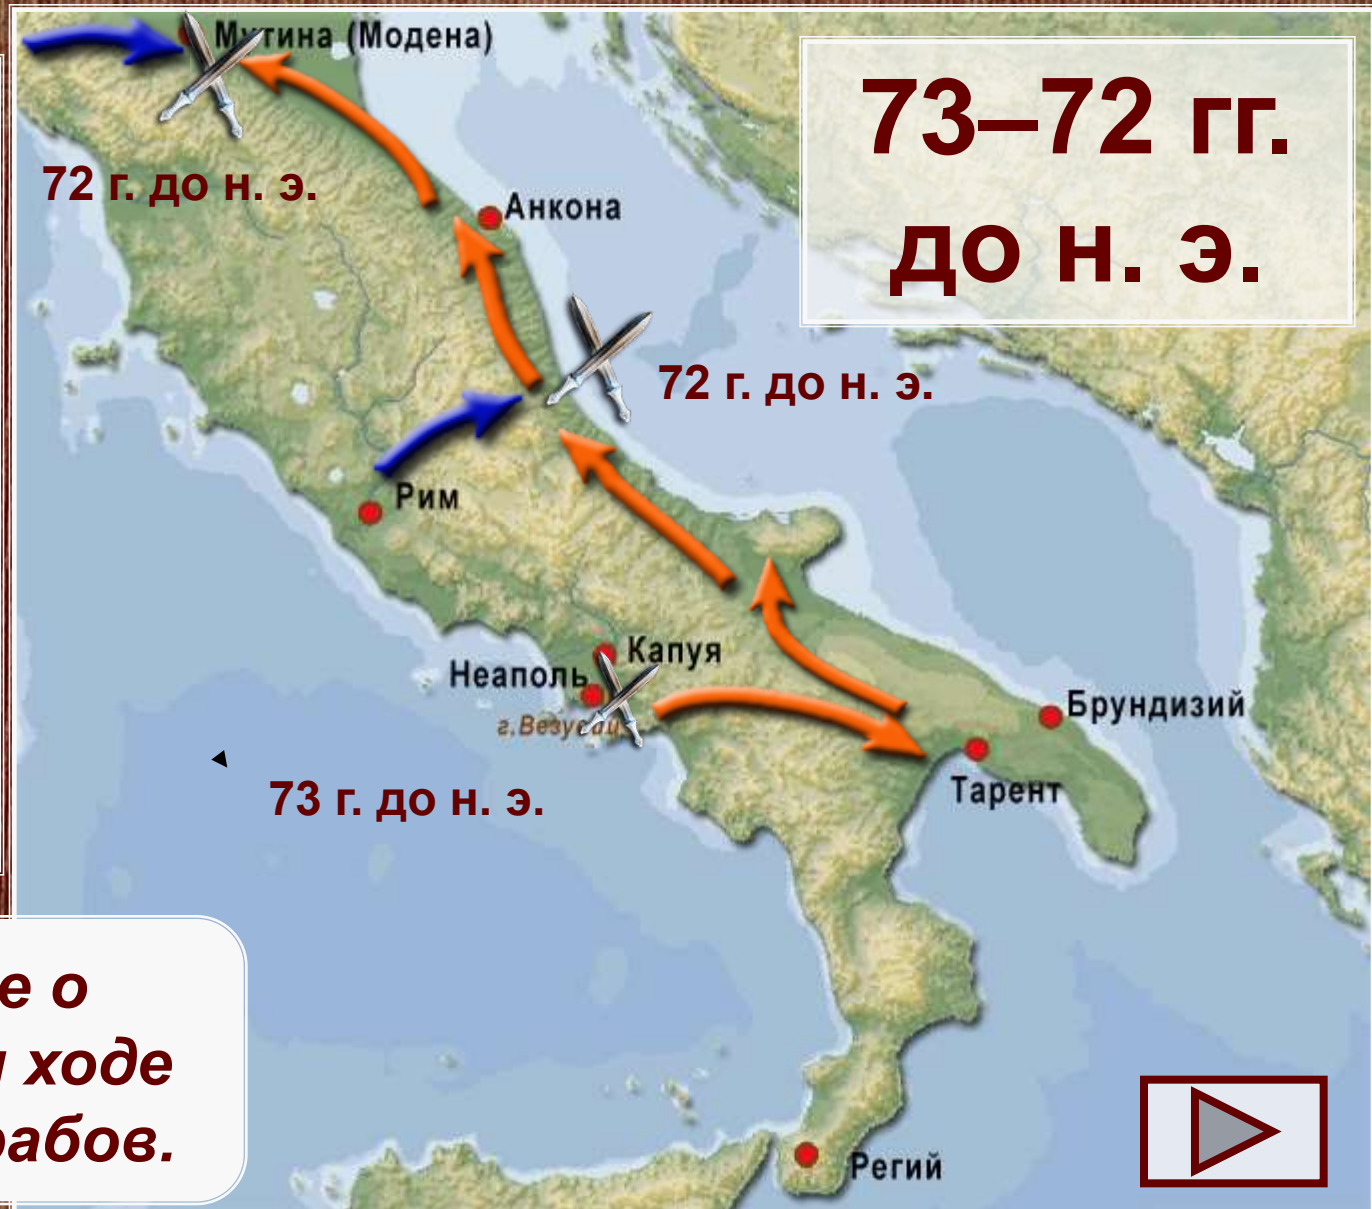 Мутина (Модена)
73–72 гг.
до н. э.
72 г. до н. э.
Анкона
72 г. до н. э.
Рим
Капуя
Неаполь
г.Везувий
Брундизий
Тарент
73 г. до н. э.
е о
ходе
рабов.
Регий